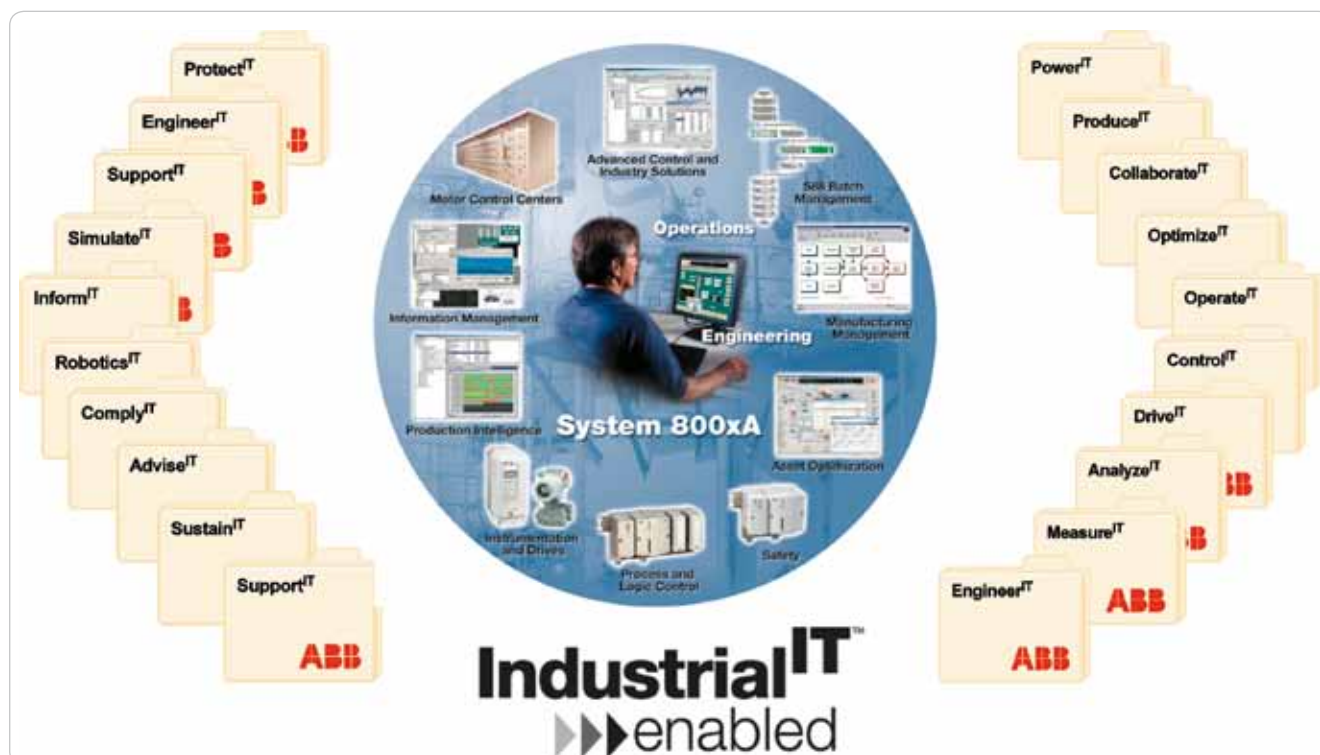 Protect^IT
Engineer^IT
B
Support^IT
B
Simulate^IT
B
Inform^IT
B
Robotics^IT
Comply^IT
Advise^IT
Sustain^IT
Support^IT
ABB
Motor Control Centers
Advanced Control and
Industry Solutions
S88 Batch
Management
Operations
Information Management
Engineering
Manufacturing
Management
Production Intelligence
System 800xA
Asset Optimization
Instrumentation
and Drives
Process and
Logic Control
Safety
Power^IT
Produce^IT
Collaborate^IT
Optimize^IT
Operate^IT
Control^IT
Drive^IT
BB
Analyze^IT
BB
Measure^IT
ABB
Engineer^IT
ABB
Industrial^IT™
enabled